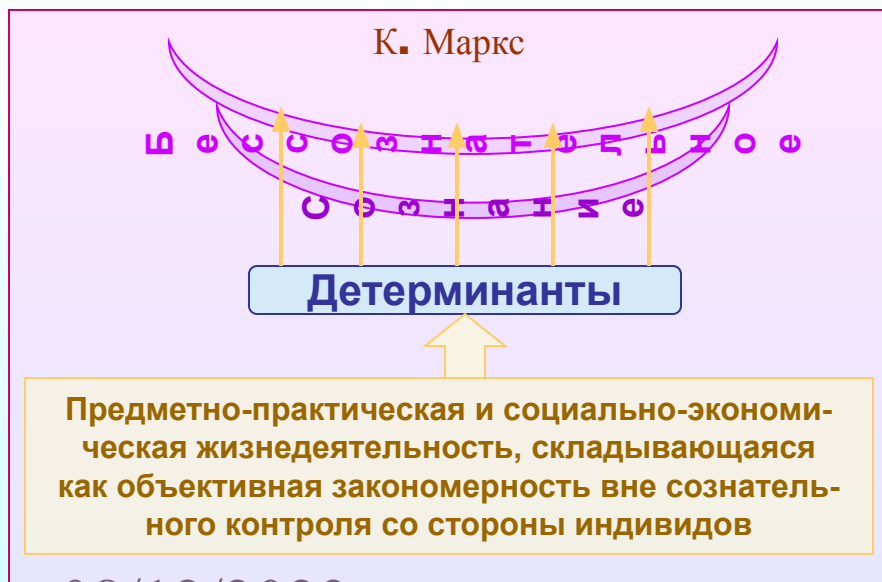 К. Маркс
Бессознательное
Сознание
Детерминанты
Предметно-практическая и социально-экономи-
ческая жизнедеятельность, складывающаяся
как объективная закономерность вне сознатель-
ного контроля со стороны индивидов